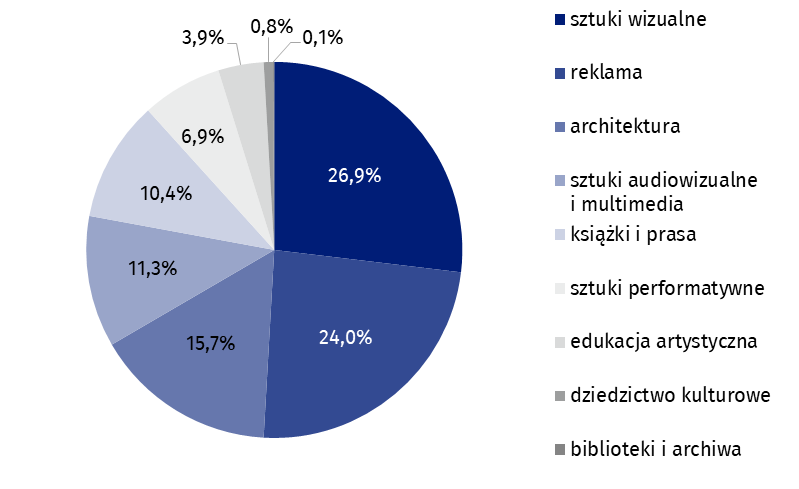 3,9%
0,8%
0,1%
6,9%
26,9%
10,4%
11,3%
15,7%
24,0%
sztuki wizualne
reklama
architektura
sztuki audiowizualne
i multimedia
książki i prasa
sztuki performatywne
edukacja artystyczna
dziedzictwo kulturowe
biblioteki i archiwa